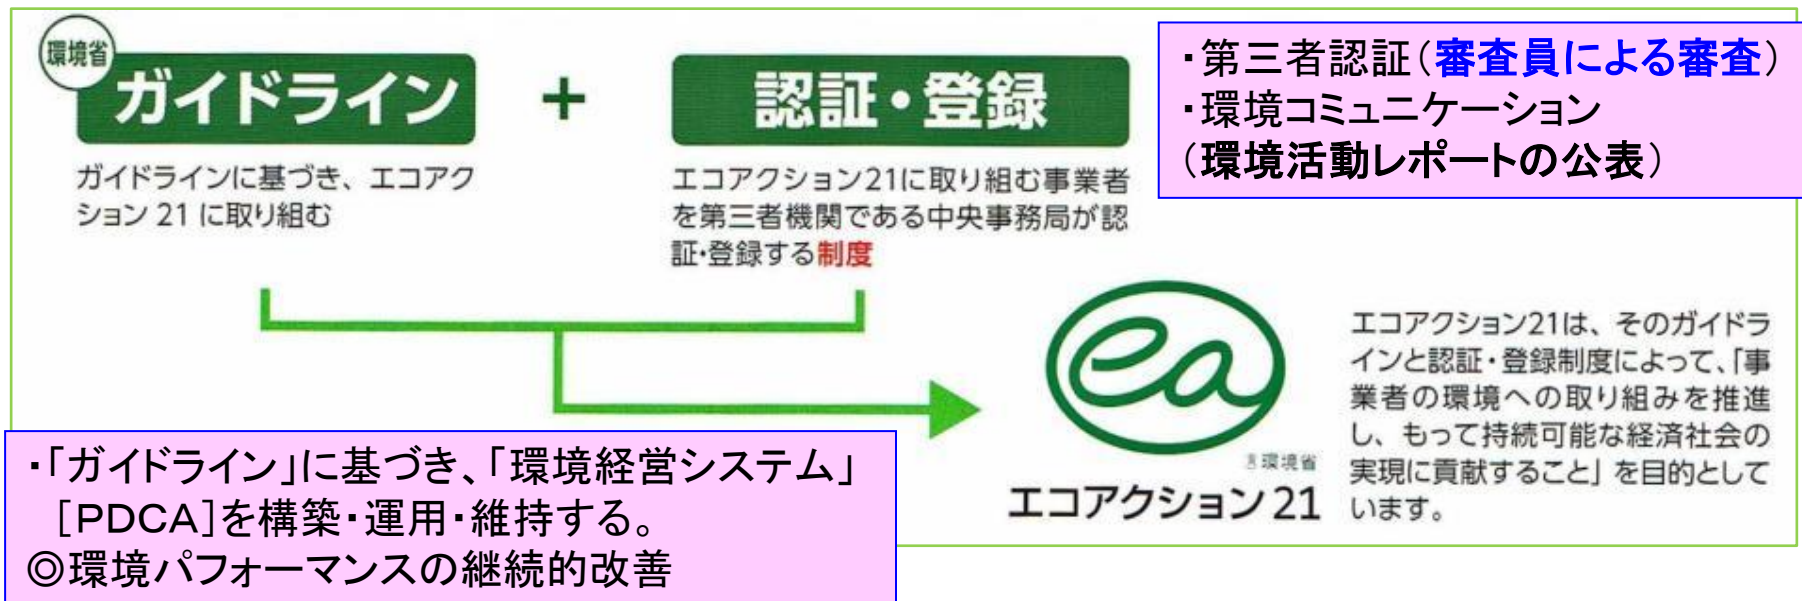 環境省
ガイドライン
+
認証・登録
・第三者認証（審査員による審査）
・環境コミュニケーション
（環境活動レポートの公表）
ガイドラインに基づき、エコアク
ション 21 に取り組む
エコアクション21に取り組む事業者
を第三者機関である中央事務局が認
証・登録する制度
ea
環境省
エコアクション21
エコアクション21は、そのガイドラ
インと認証・登録制度によって、「事
業者の環境への取り組みを推進
し、もって持続可能な経済社会の
実現に貢献すること」を目的として
います。
・「ガイドライン」に基づき、「環境経営システム」
［ＰＤＣＡ］を構築・運用・維持する。
◎環境パフォーマンスの継続的改善